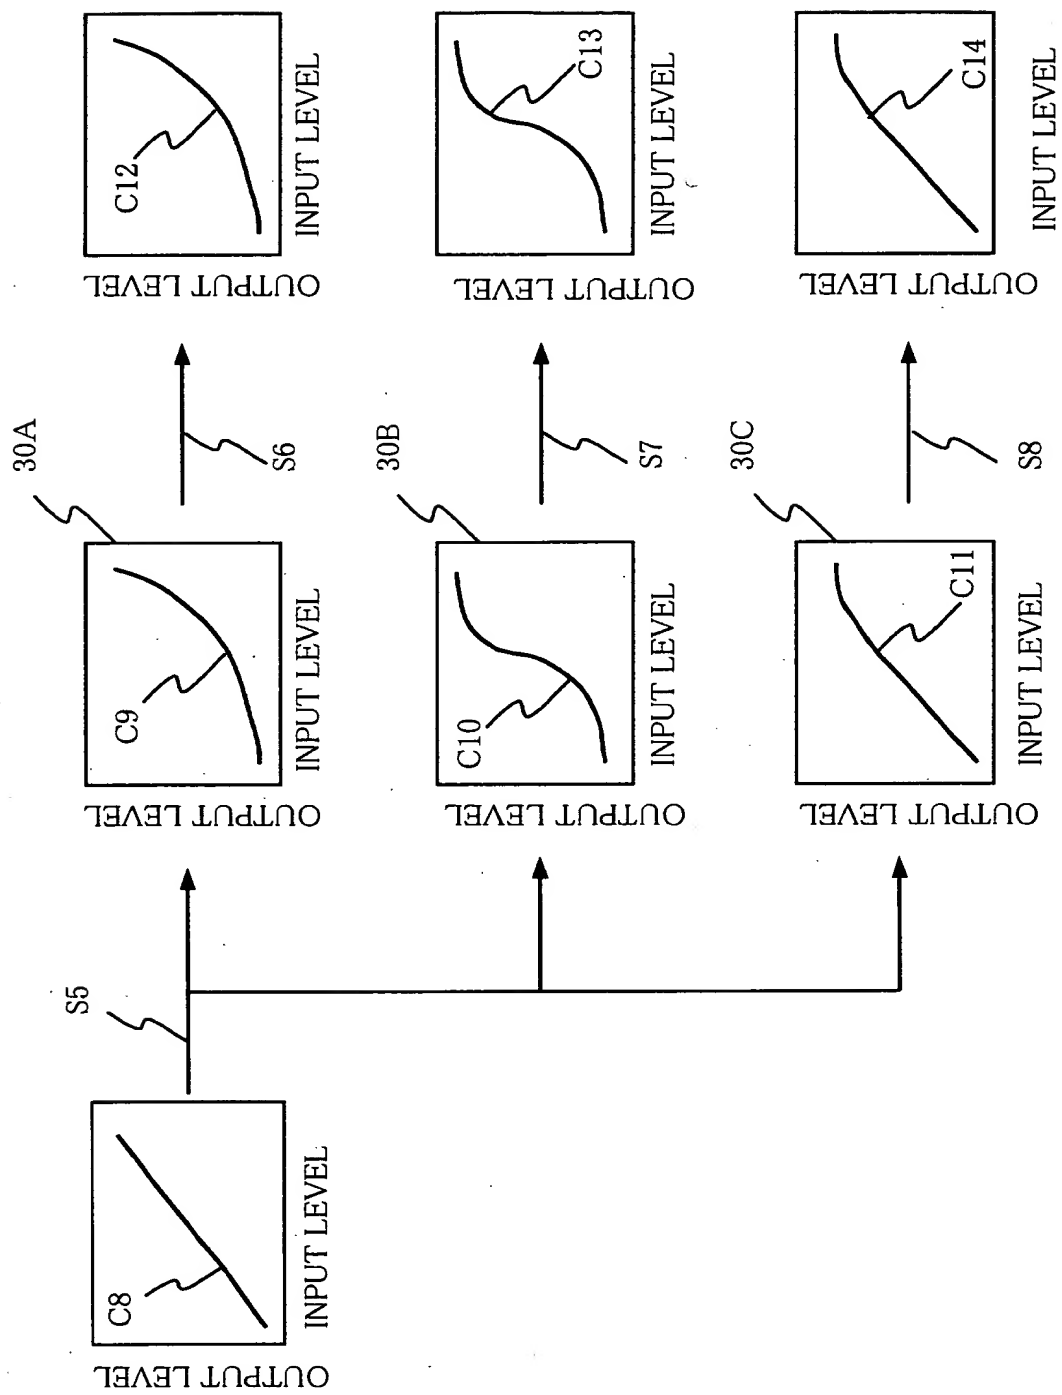 C8
OUTPUT LEVEL
INPUT LEVEL
S5
30A
C9
OUTPUT LEVEL
INPUT LEVEL
S6
C12
OUTPUT LEVEL
INPUT LEVEL
30B
C10
OUTPUT LEVEL
INPUT LEVEL
S7
C13
OUTPUT LEVEL
INPUT LEVEL
30C
C11
OUTPUT LEVEL
INPUT LEVEL
S8
C14
OUTPUT LEVEL
INPUT LEVEL